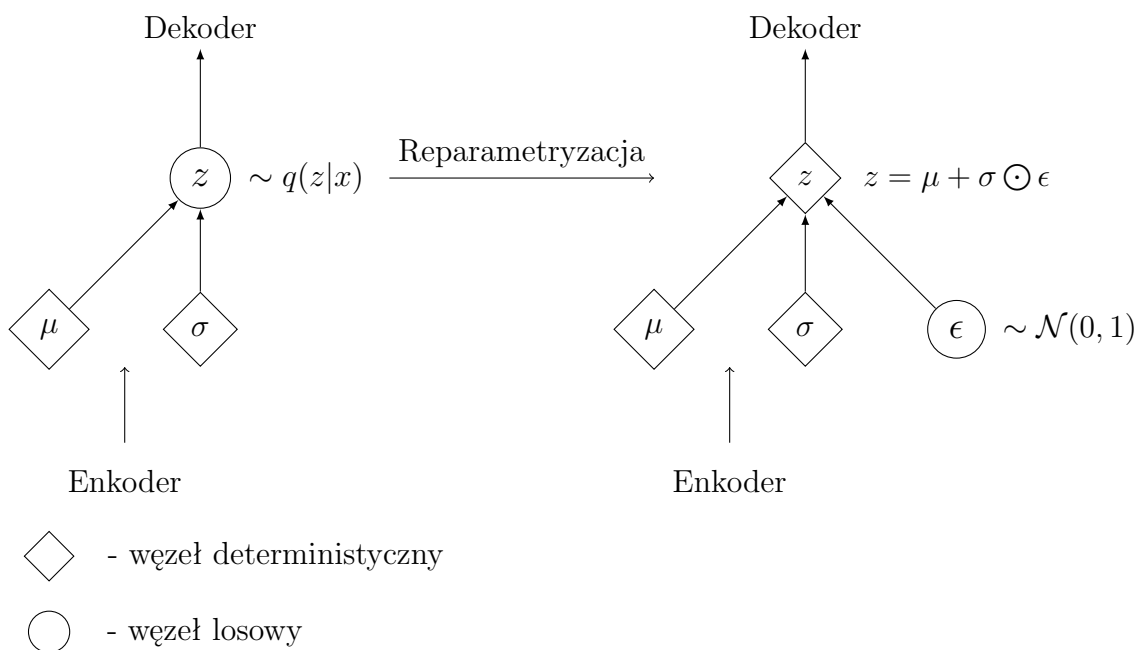 Dekoder
Dekoder
Reparametryzacja
z ∼ q(z|x)
z z = μ + σ ⊙ ϵ
μ σ
μ σ ϵ ∼ 𝒩(0, 1)
Enkoder
Enkoder
- węzeł deterministyczny
- węzeł losowy